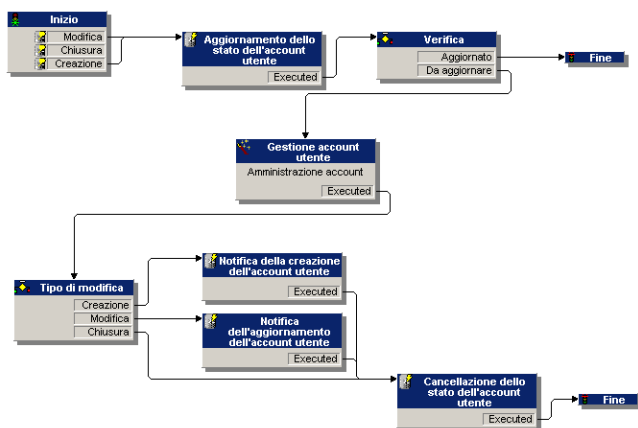 Inizio
Modifica
Chiusura
Creazione
Aggiornamento dello
stato dell'account
utente
Executed
Verifica
Aggiornato
Da aggiornare
Fine
Gestione account
utente
Amministrazione account
Executed
Tipo di modifica
Creazione
Modifica
Chiusura
Notifica della creazione
dell'account utente
Executed
Notifica
dell'aggiornamento
dell'account utente
Executed
Cancellazione dello
stato dell'account
utente
Executed
Fine